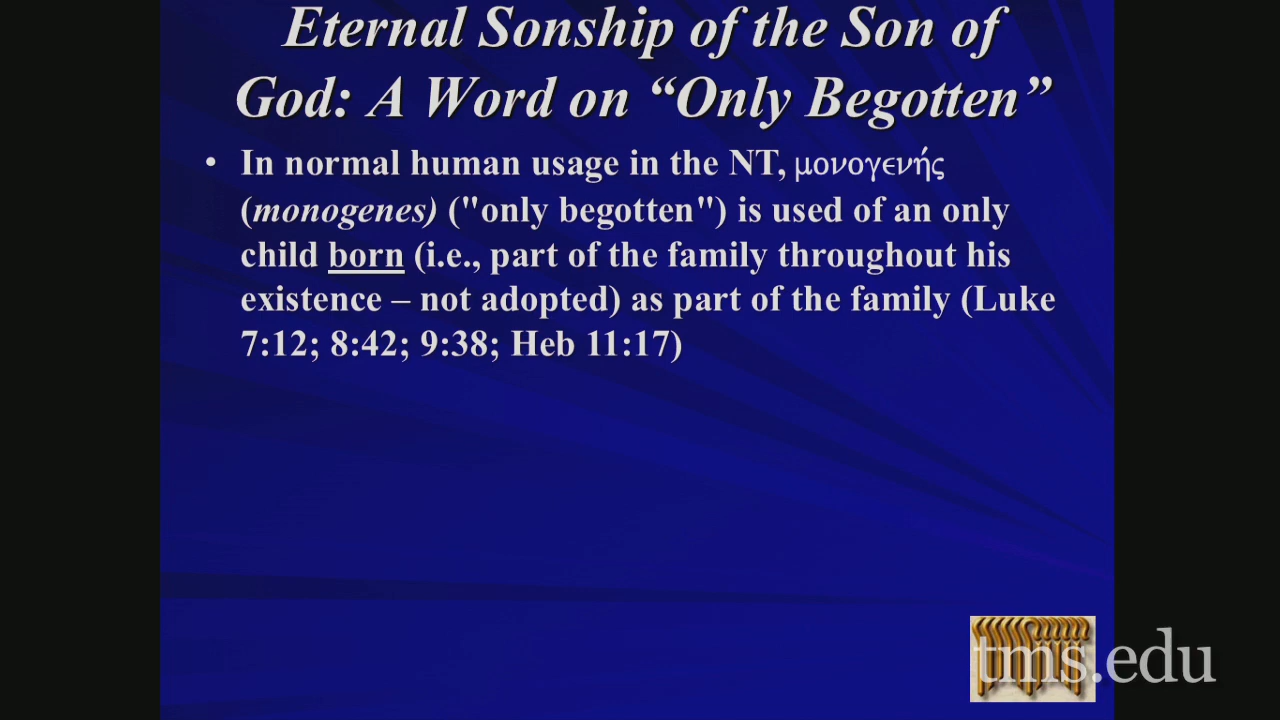 Eternal Sonship of the Son of
God: A Word on “Only Begotten”
• In normal human usage in the NT, μονογενής
(monogenes) ("only begotten") is used of an only
child born (i.e., part of the family throughout his
existence – not adopted) as part of the family (Luke
7:12; 8:42; 9:38; Heb 11:17)
tms.edu